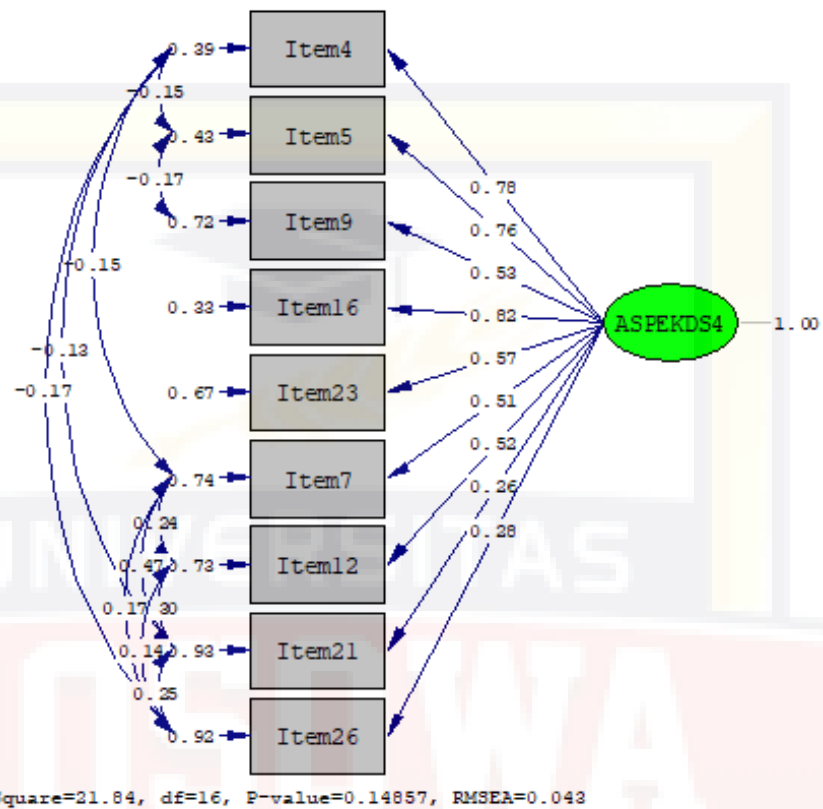 0.39 Item4
-0.15
0.78
0.43 Item5
-0.17
0.76
0.72 Item9
0.53
-0.15
0.33 Item16
0.82
ASPEKDS4 1.00
-0.13
0.57
-0.17
0.67 Item23
0.51
0.74 Item7
0.52
0.26
0.24
0.28
0.47 0.73 Item12
UNIVERSITAS
0.17 30
0.14 0.93 Item21
0.25
0.92 Item26
BOSOWA
Square=21.84, df=16, P-value=0.14857, RMSEA=0.043